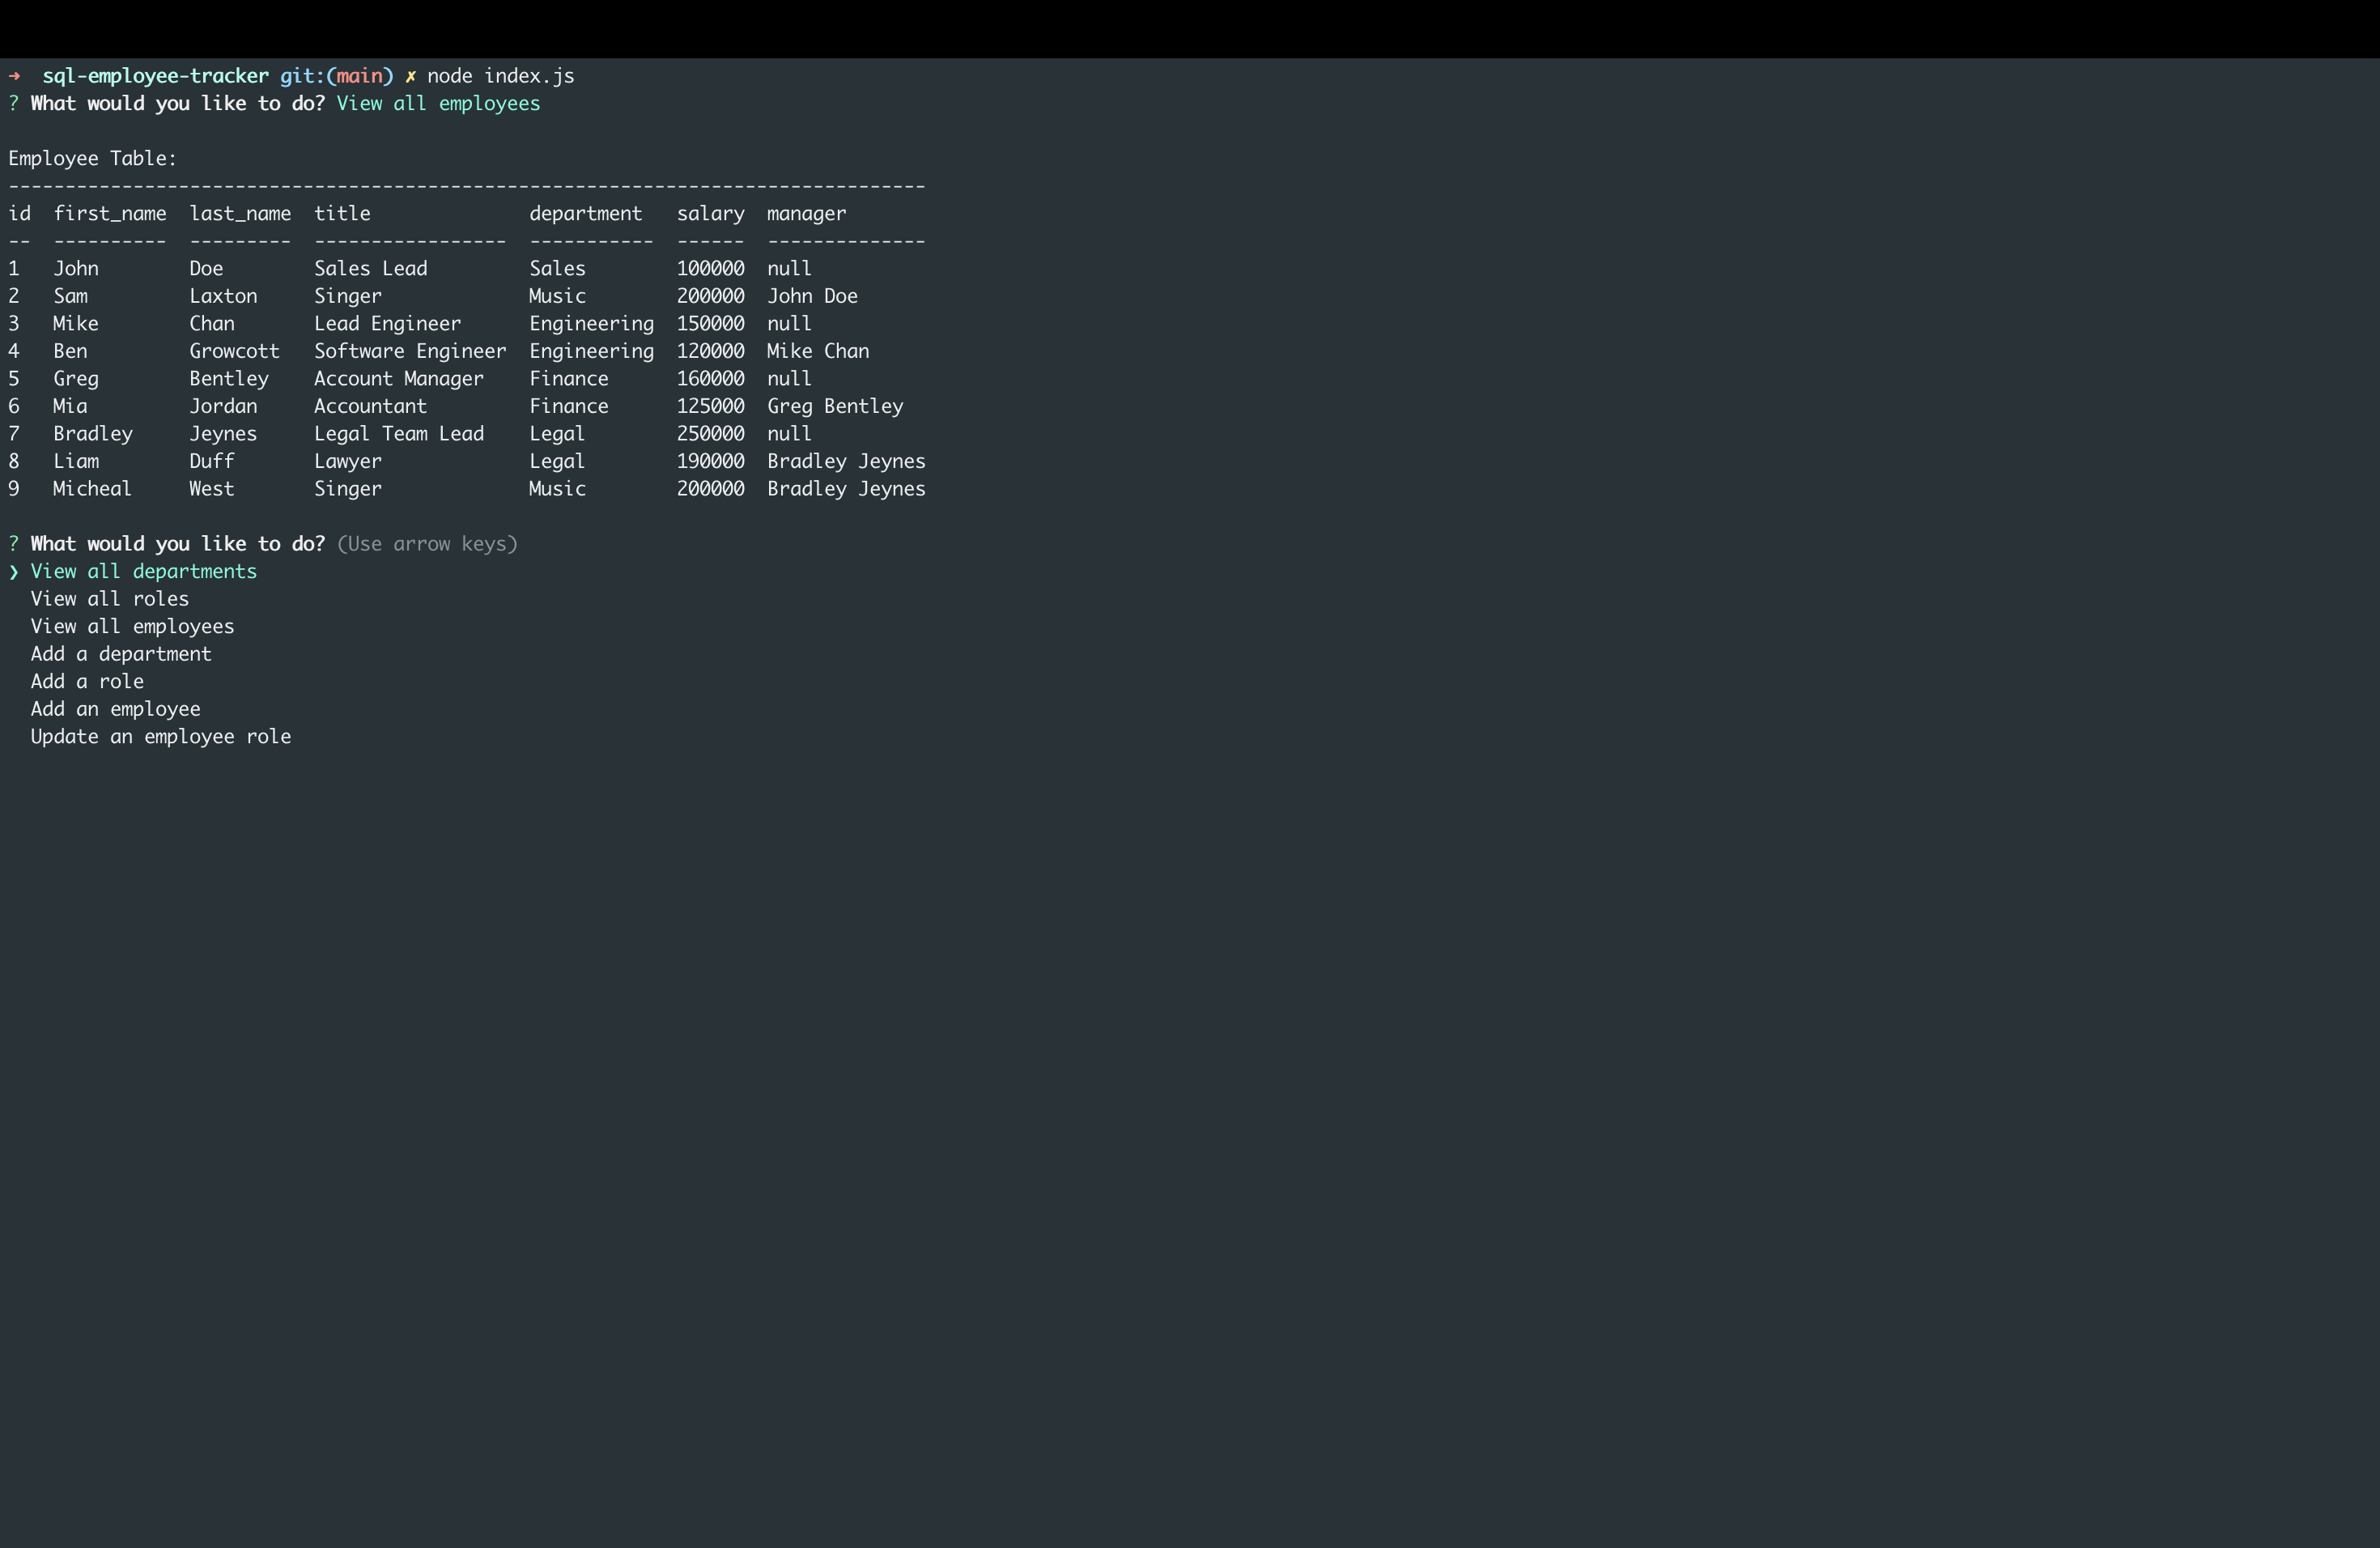 ➜  sql-employee-tracker git:(main) ✗ node index.js
? What would you like to do? View all employees

Employee Table:
---------------------------------------------------------------------------------
id  first_name  last_name  title              department   salary  manager
--  ----------  ---------  -----------------  -----------  ------  --------------
1   John        Doe        Sales Lead         Sales        100000  null
2   Sam         Laxton     Singer             Music        200000  John Doe
3   Mike        Chan       Lead Engineer      Engineering  150000  null
4   Ben         Growcott   Software Engineer  Engineering  120000  Mike Chan
5   Greg        Bentley    Account Manager    Finance      160000  null
6   Mia         Jordan     Accountant         Finance      125000  Greg Bentley
7   Bradley     Jeynes     Legal Team Lead    Legal        250000  null
8   Liam        Duff       Lawyer             Legal        190000  Bradley Jeynes
9   Micheal     West       Singer             Music        200000  Bradley Jeynes

? What would you like to do? (Use arrow keys)
❯ View all departments
  View all roles
  View all employees
  Add a department
  Add a role
  Add an employee
  Update an employee role